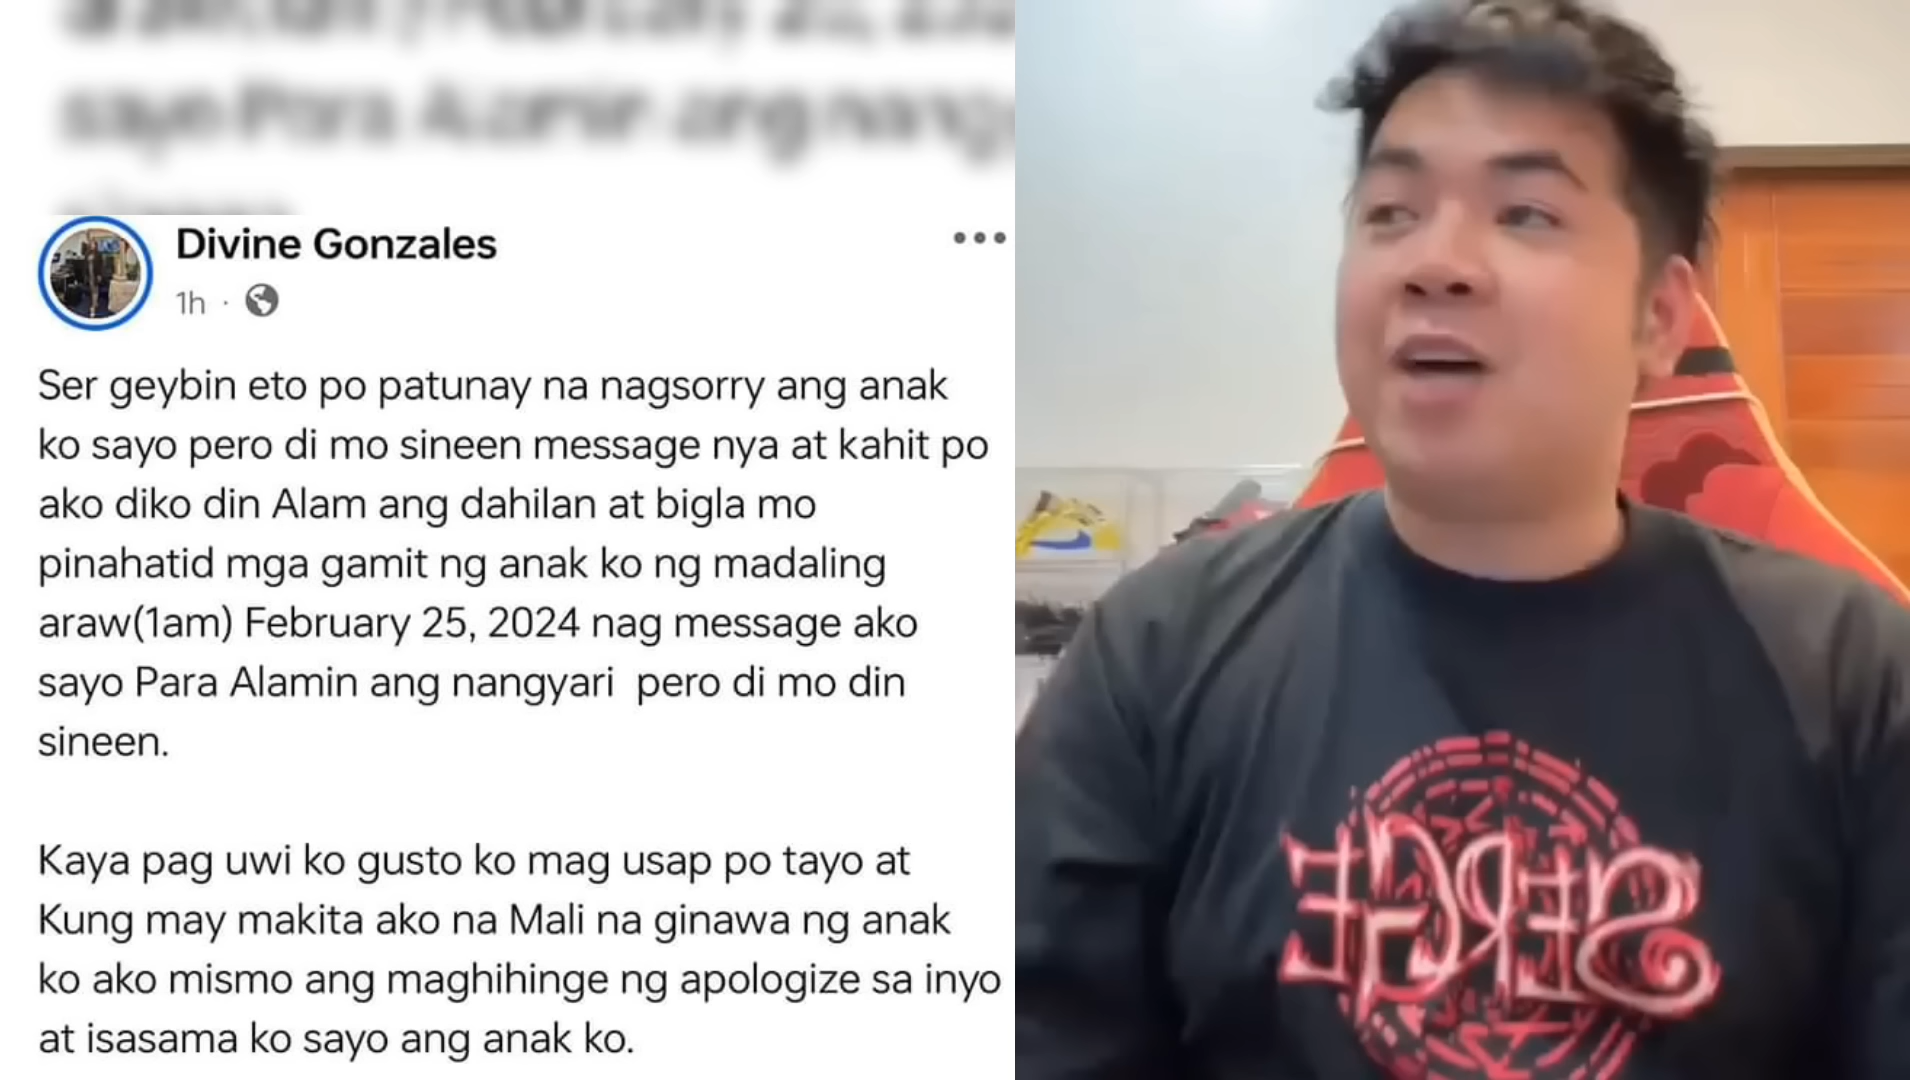 sayo Para Alamin ang
Divine Gonzales
1h ·
Ser geybin eto po patunay na nagsorry ang anak
ko sayo pero di mo sineen message nya at kahit po
ako diko din Alam ang dahilan at bigla mo
pinahatid mga gamit ng anak ko ng madaling
araw(1am) February 25, 2024 nag message ako
sayo Para Alamin ang nangyari pero di mo din
sineen.
Kaya pag uwi ko gusto ko mag usap po tayo at
Kung may makita ako na Mali na ginawa ng anak
ko ako mismo ang maghihinge ng apologize sa inyo
at isasama ko sayo ang anak ko.